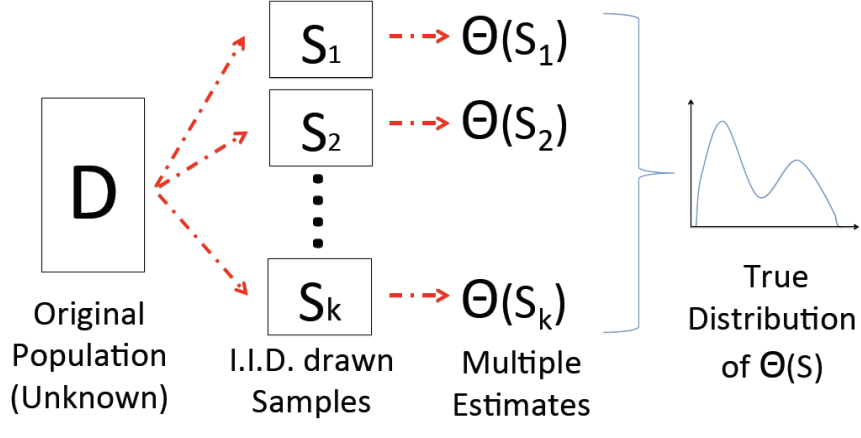 D
Original
Population
(Unknown)
S1
S2
Sk
I.I.D. drawn
Samples
Θ(S1)
Θ(S2)
Θ(Sk)
Multiple
Estimates
True
Distribution
of Θ(S)